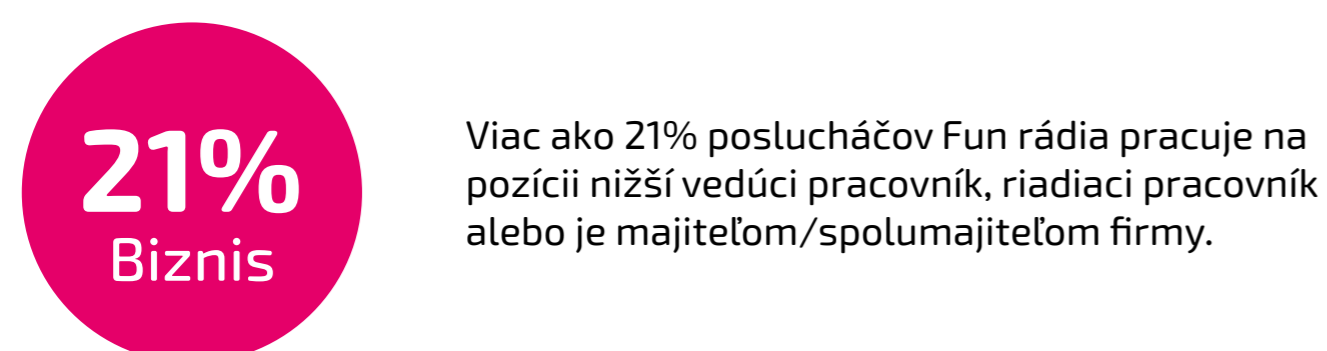 21%
Biznis
Viac ako 21% poslucháčov Fun rádia pracuje na
pozícii nižší vedúci pracovník, riadiaci pracovník
alebo je majiteľom/spolumajiteľom firmy.